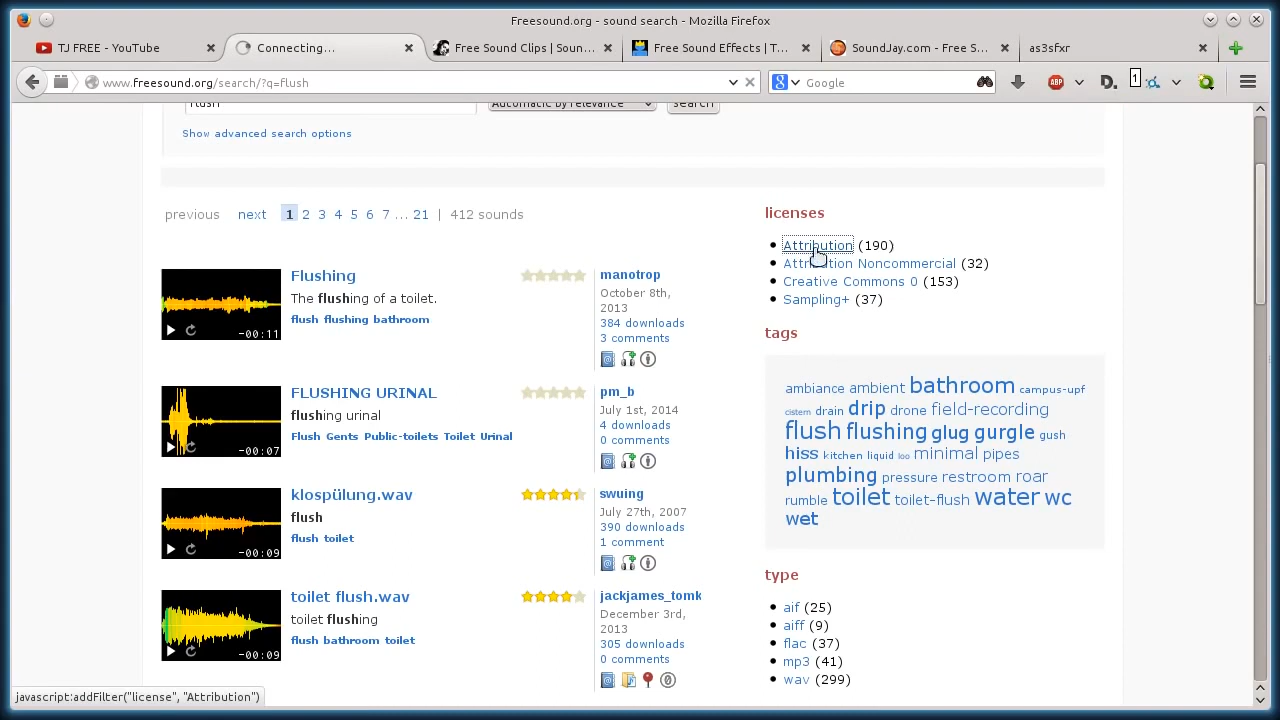 Freesound.org - sound search - Mozilla Firefox
TJ FREE - YouTube
Connecting...
Free Sound Clips | Soun...
Free Sound Effects | T...
SoundJay.com - Free S...
as3sfxr
www.freesound.org/search/?q=flush
Google
ABP
D.
1
flush
Automatic by relevance
search
Show advanced search options
previous next 1 2 3 4 5 6 7 ... 21 | 412 sounds
Flushing
The flushing of a toilet.
flush flushing bathroom
-00:11
manotrop
October 8th,
2013
384 downloads
3 comments
FLUSHING URINAL
flushing urinal
Flush Gents Public-toilets Toilet Urinal
-00:07
pm_b
July 1st, 2014
4 downloads
0 comments
klospülung.wav
flush
flush toilet
-00:09
swuing
July 27th, 2007
390 downloads
1 comment
toilet flush.wav
toilet flushing
flush bathroom toilet
-00:09
jackjames_tomk
December 3rd,
2013
305 downloads
0 comments
licenses
Attribution (190)
Attribution Noncommercial (32)
Creative Commons 0 (153)
Sampling+ (37)
tags
ambiance ambient bathroom campus-upf
cistern drain drip drone field-recording
flush flushing glug gurgle gush
hiss kitchen liquid loo minimal pipes
plumbing pressure restroom roar
rumble toilet toilet-flush water wc
wet
type
aif (25)
aiff (9)
flac (37)
mp3 (41)
wav (299)
javascript:addFilter("license", "Attribution")